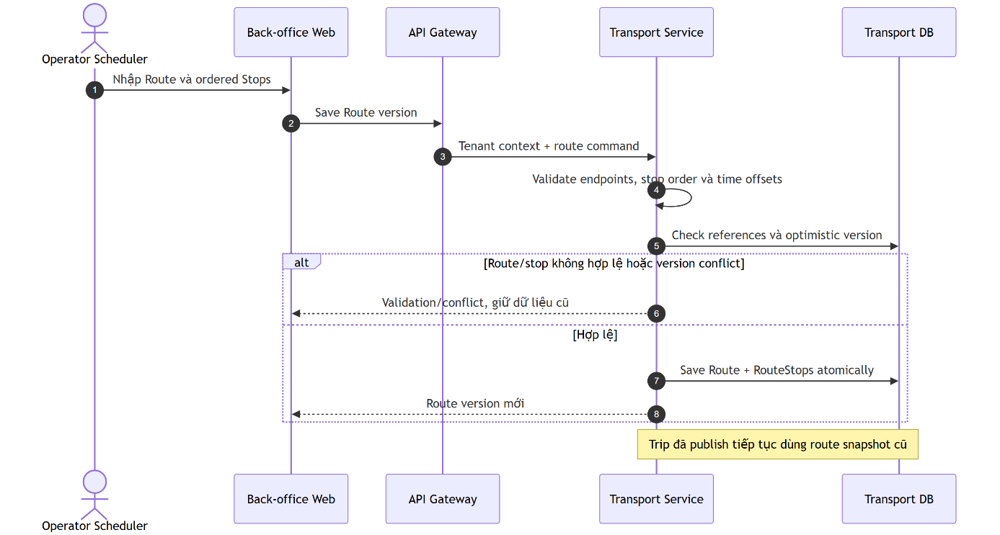 Operator Scheduler
Back-office Web
API Gateway
Transport Service
Transport DB
1
Nhập Route và ordered Stops
2
Save Route version
3
Tenant context + route command
Validate endpoints, stop order và time offsets
4
5
Check references và optimistic version
alt
[Route/stop không hợp lệ hoặc version conflict]
Validation/conflict, giữ dữ liệu cũ
6
[Hợp lệ]
7
Save Route + RouteStops atomically
Route version mới
8
Trip đã publish tiếp tục dùng route snapshot cũ
Operator Scheduler
Back-office Web
API Gateway
Transport Service
Transport DB